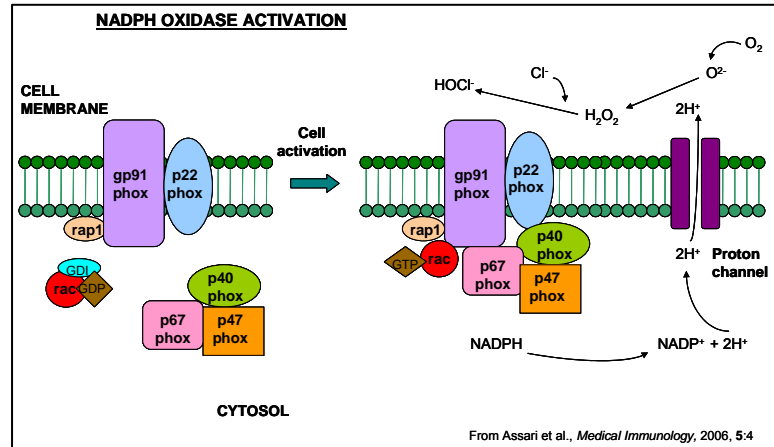 NADPH OXIDASE ACTIVATION
CELL
MEMBRANE
gp91
phox
p22
phox
rap1
GDI
rac
GDP
p40
phox
p67
phox
p47
phox
CYTOSOL
Cell
activation
gp91
phox
p22
phox
rap1
GTP
rac
p67
phox
p40
phox
p47
phox
HOCl⁻
Cl⁻
H₂O₂
O²⁻
O₂
2H⁺
2H⁺
Proton
channel
NADPH
NADP⁺ + 2H⁺
From Assari et al., Medical Immunology, 2006, 5:4